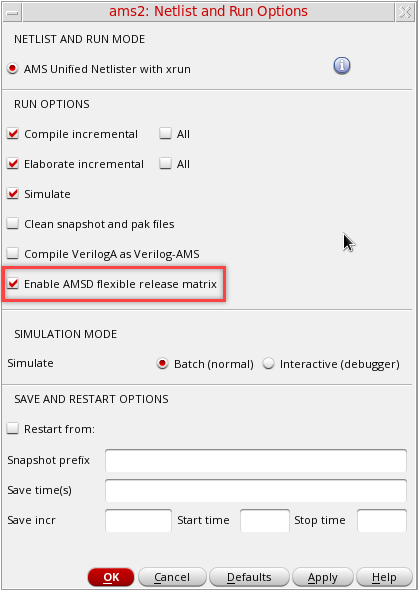 ams2: Netlist and Run Options
NETLIST AND RUN MODE
AMS Unified Netlister with xrun
i
RUN OPTIONS
Compile incremental All
Elaborate incremental All
Simulate
Clean snapshot and pak files
Compile VerilogA as Verilog-AMS
Enable AMSD flexible release matrix
SIMULATION MODE
Simulate Batch (normal) Interactive (debugger)
SAVE AND RESTART OPTIONS
Restart from:
Snapshot prefix
Save time(s)
Save incr Start time Stop time
OK Cancel Defaults Apply Help